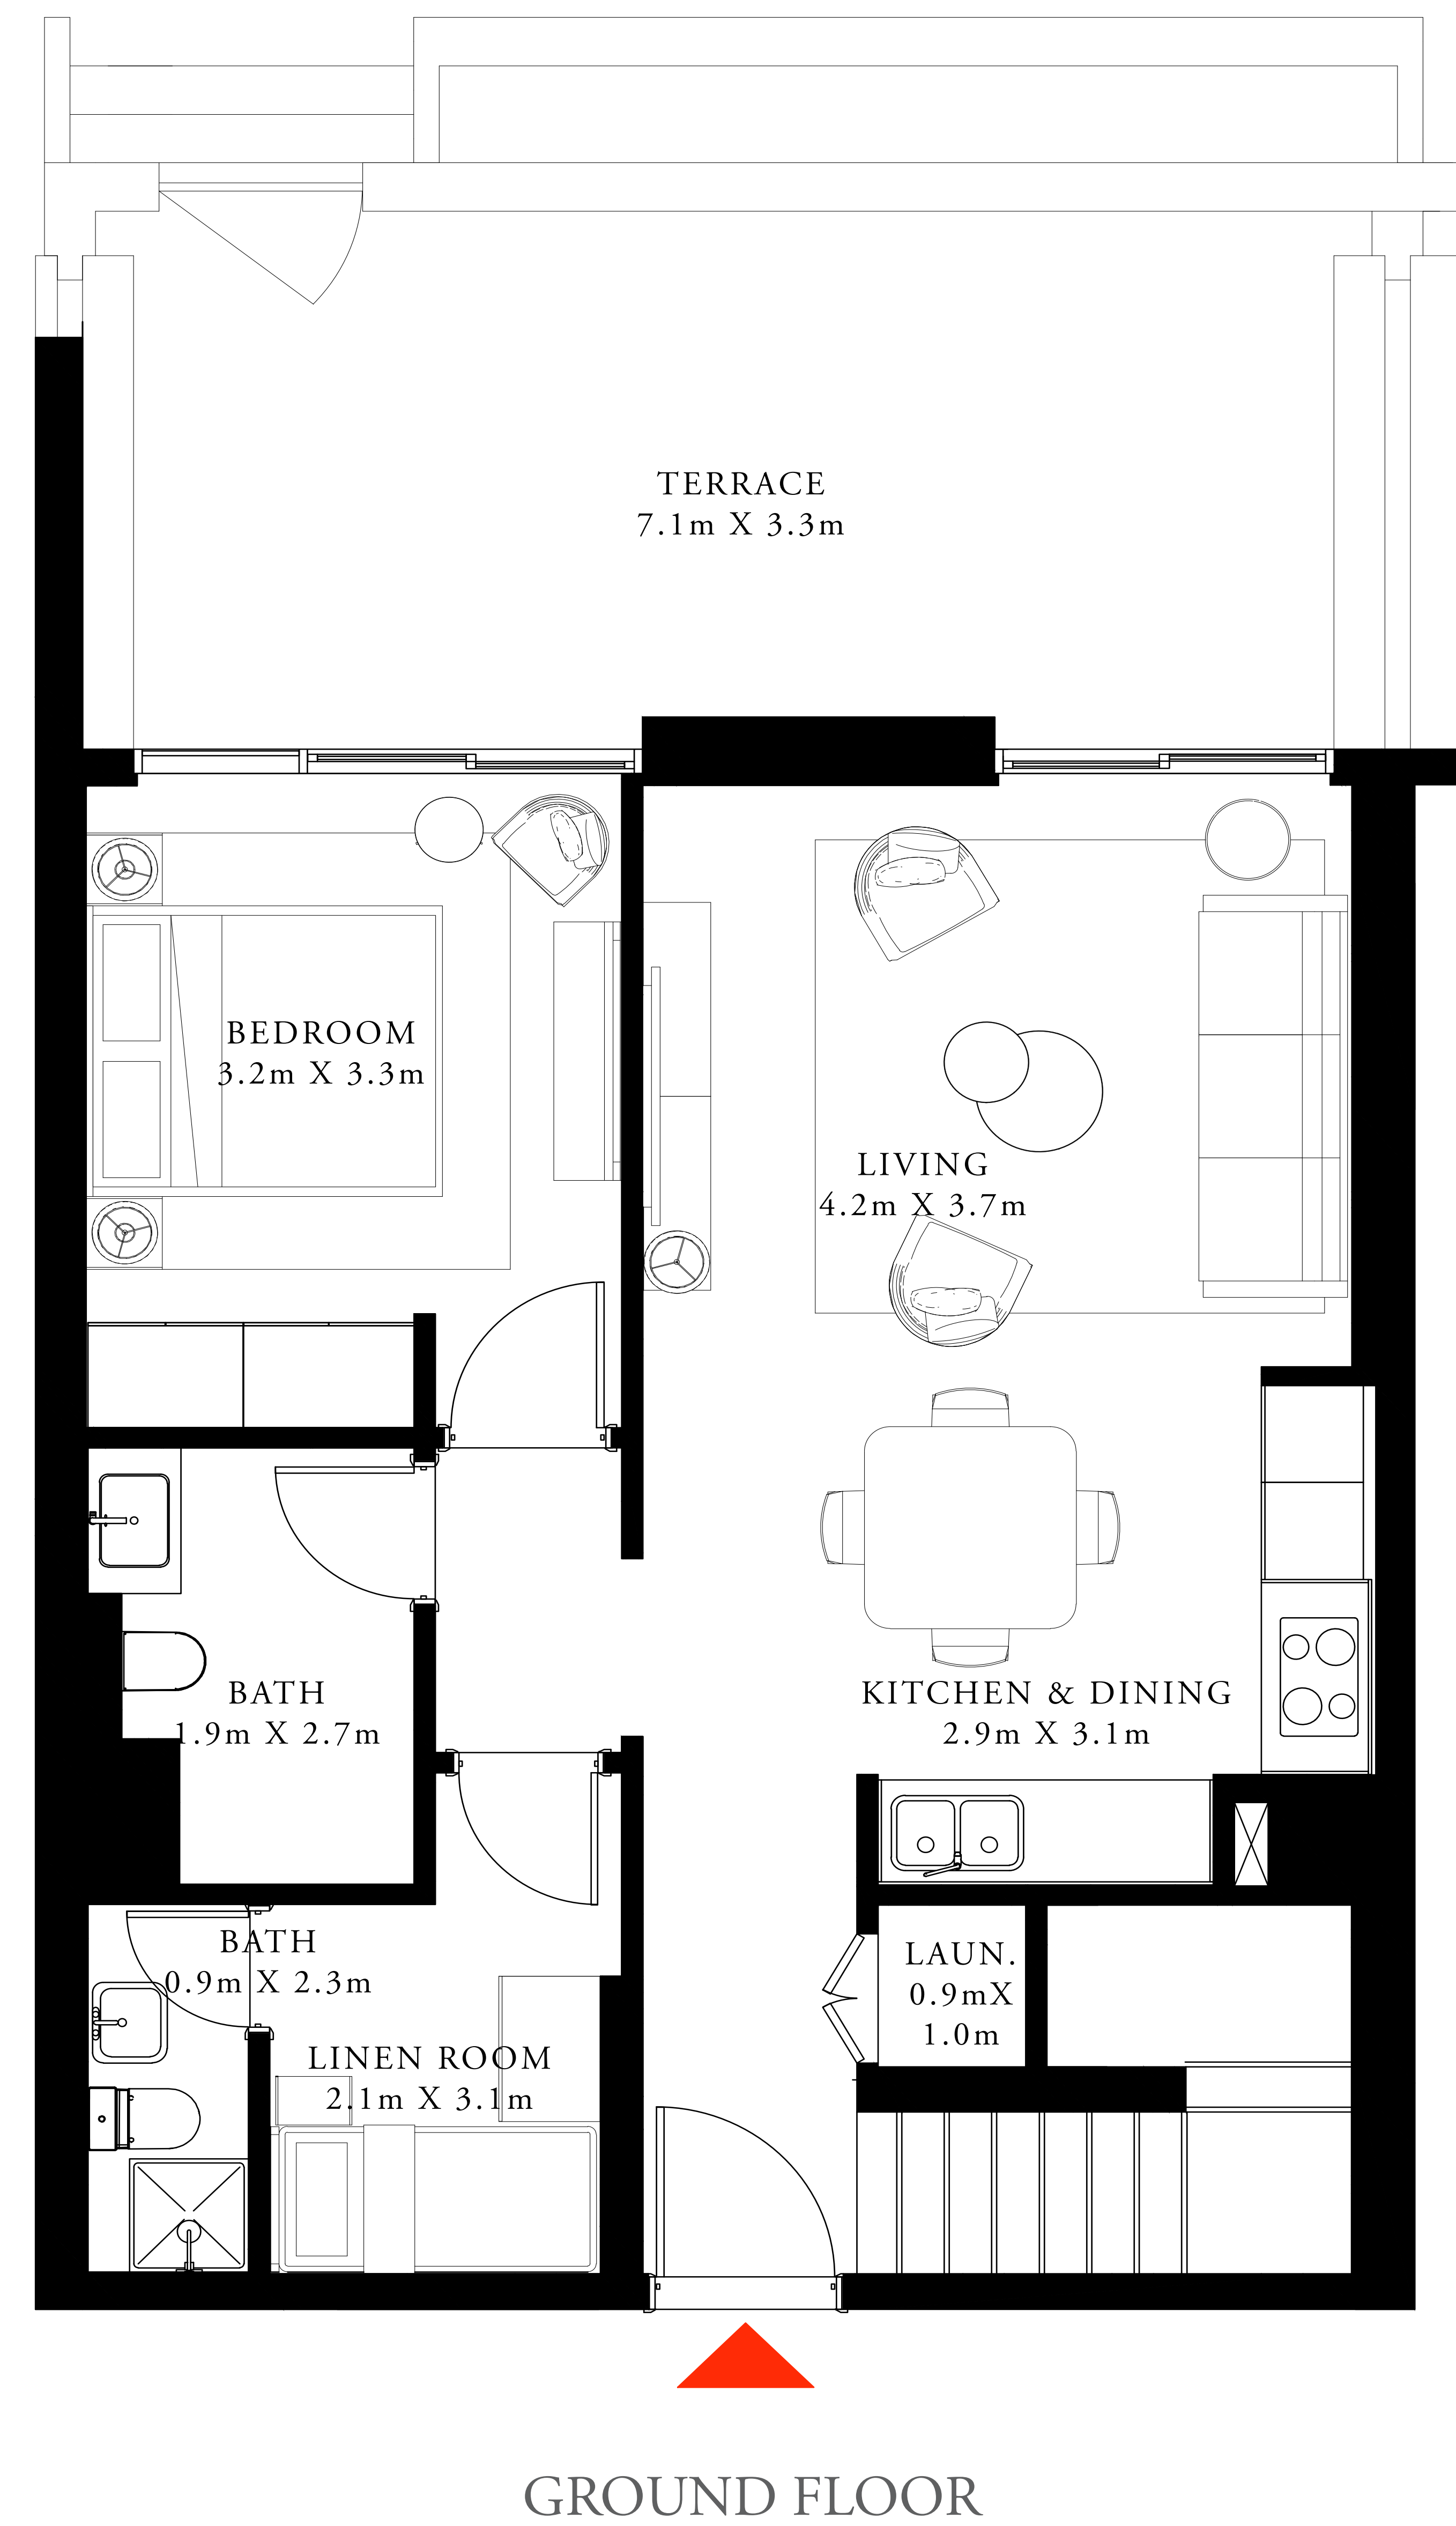 TERRACE
7.1m X 3.3m
BEDROOM
3.2m X 3.3m
LIVING
4.2m X 3.7m
BATH
1.9m X 2.7m
KITCHEN & DINING
2.9m X 3.1m
BATH
0.9m X 2.3m
LAUN.
0.9mX
1.0m
LINEN ROOM
2.1m X 3.1m
GROUND FLOOR